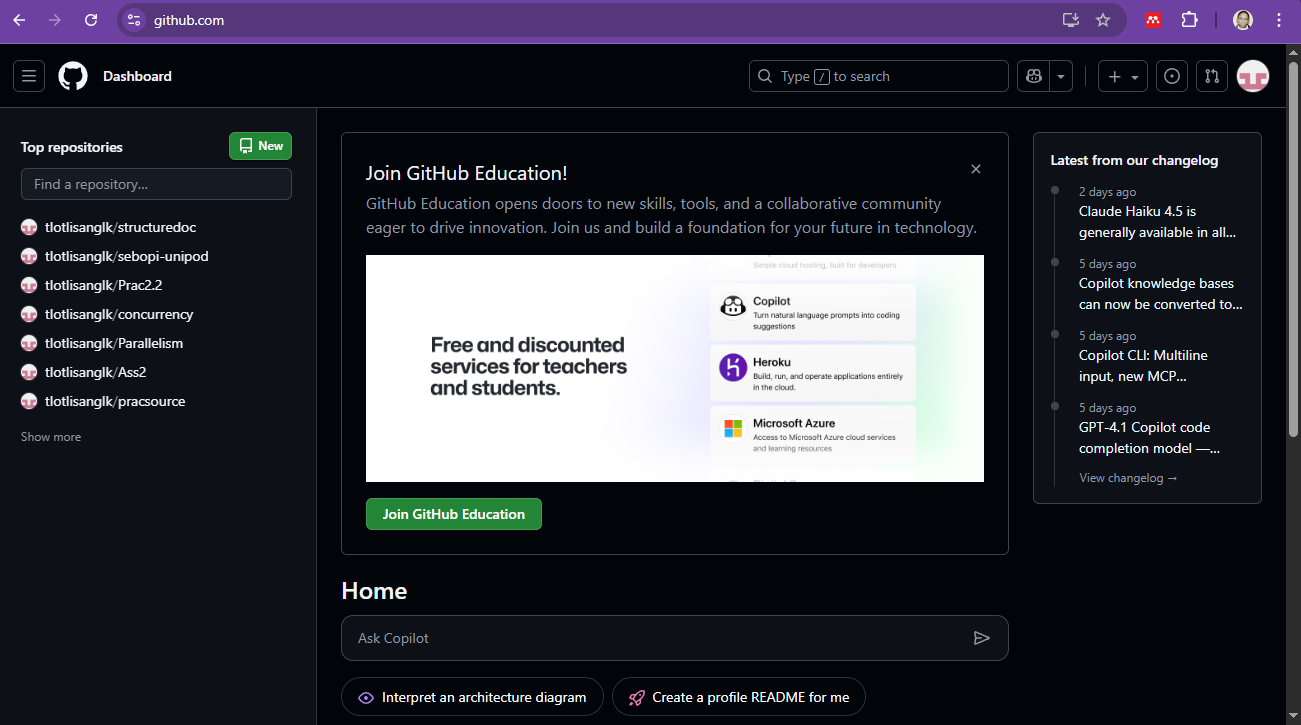 github.com
Dashboard
Type / to search
Top repositories
New
Find a repository...
tlotlisanglk/structuredoc
tlotlisanglk/sebopi-unipod
tlotlisanglk/Prac2.2
tlotlisanglk/concurrency
tlotlisanglk/Parallelism
tlotlisanglk/Ass2
tlotlisanglk/pracsource
Show more
Join GitHub Education!
GitHub Education opens doors to new skills, tools, and a collaborative community
eager to drive innovation. Join us and build a foundation for your future in technology.
Free and discounted
services for teachers
and students.
Simple cloud hosting, built for developers
Copilot
Turn natural language prompts into coding
suggestions
Heroku
Build, run, and operate applications entirely
in the cloud.
Microsoft Azure
Access to Microsoft Azure cloud services
and learning resources
Join GitHub Education
Home
Ask Copilot
Interpret an architecture diagram
Create a profile README for me
Latest from our changelog
2 days ago
Claude Haiku 4.5 is
generally available in all...
5 days ago
Copilot knowledge bases
can now be converted to...
5 days ago
Copilot CLI: Multiline
input, new MCP...
5 days ago
GPT-4.1 Copilot code
completion model —...
View changelog →